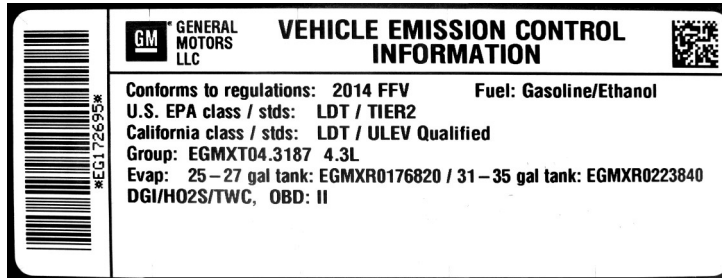 GM GENERAL MOTORS LLC
VEHICLE EMISSION CONTROL INFORMATION
Conforms to regulations: 2014 FFV Fuel: Gasoline/Ethanol
U.S. EPA class / stds: LDT / TIER2
California class / stds: LDT / ULEV Qualified
Group: EGMXT04.3187 4.3L
Evap: 25-27 gal tank: EGMXR0176820 / 31-35 gal tank: EGMXR0223840
DGI/HO2S/TWC, OBD: II
*EG172695*